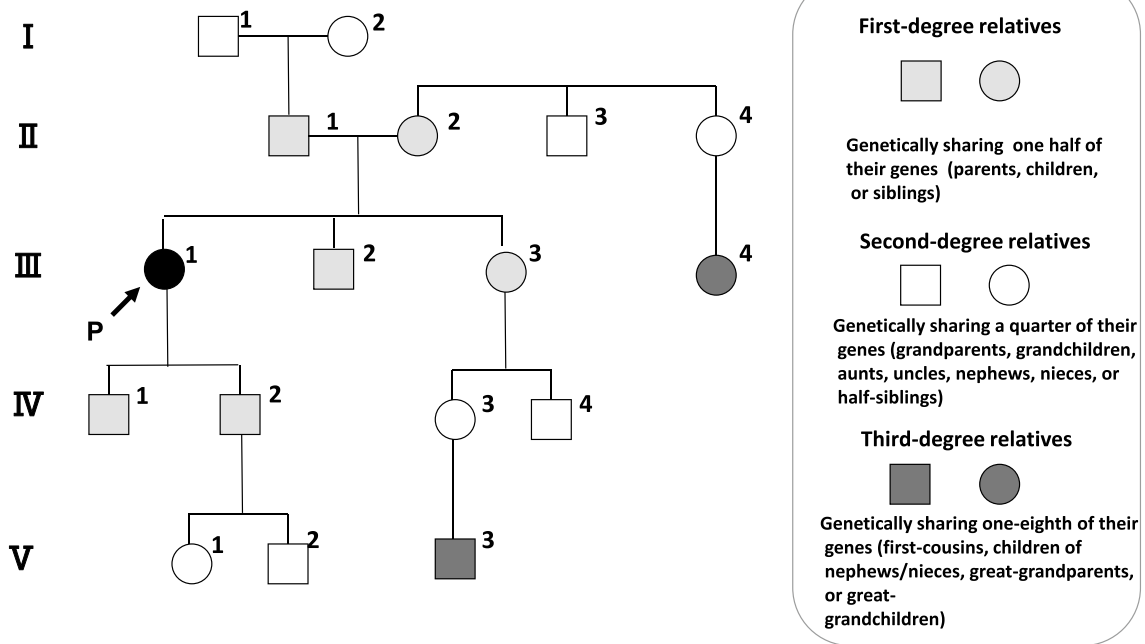 I
1
2
II
1
2
3
4
III
1
2
3
4
P
IV
1
2
3
4
V
1
2
3
First-degree relatives
Genetically sharing one half of
their genes (parents, children,
or siblings)
Second-degree relatives
Genetically sharing a quarter of their
genes (grandparents, grandchildren,
aunts, uncles, nephews, nieces, or
half-siblings)
Third-degree relatives
Genetically sharing one-eighth of their
genes (first-cousins, children of
nephews/nieces, great-grandparents,
or great-
grandchildren)